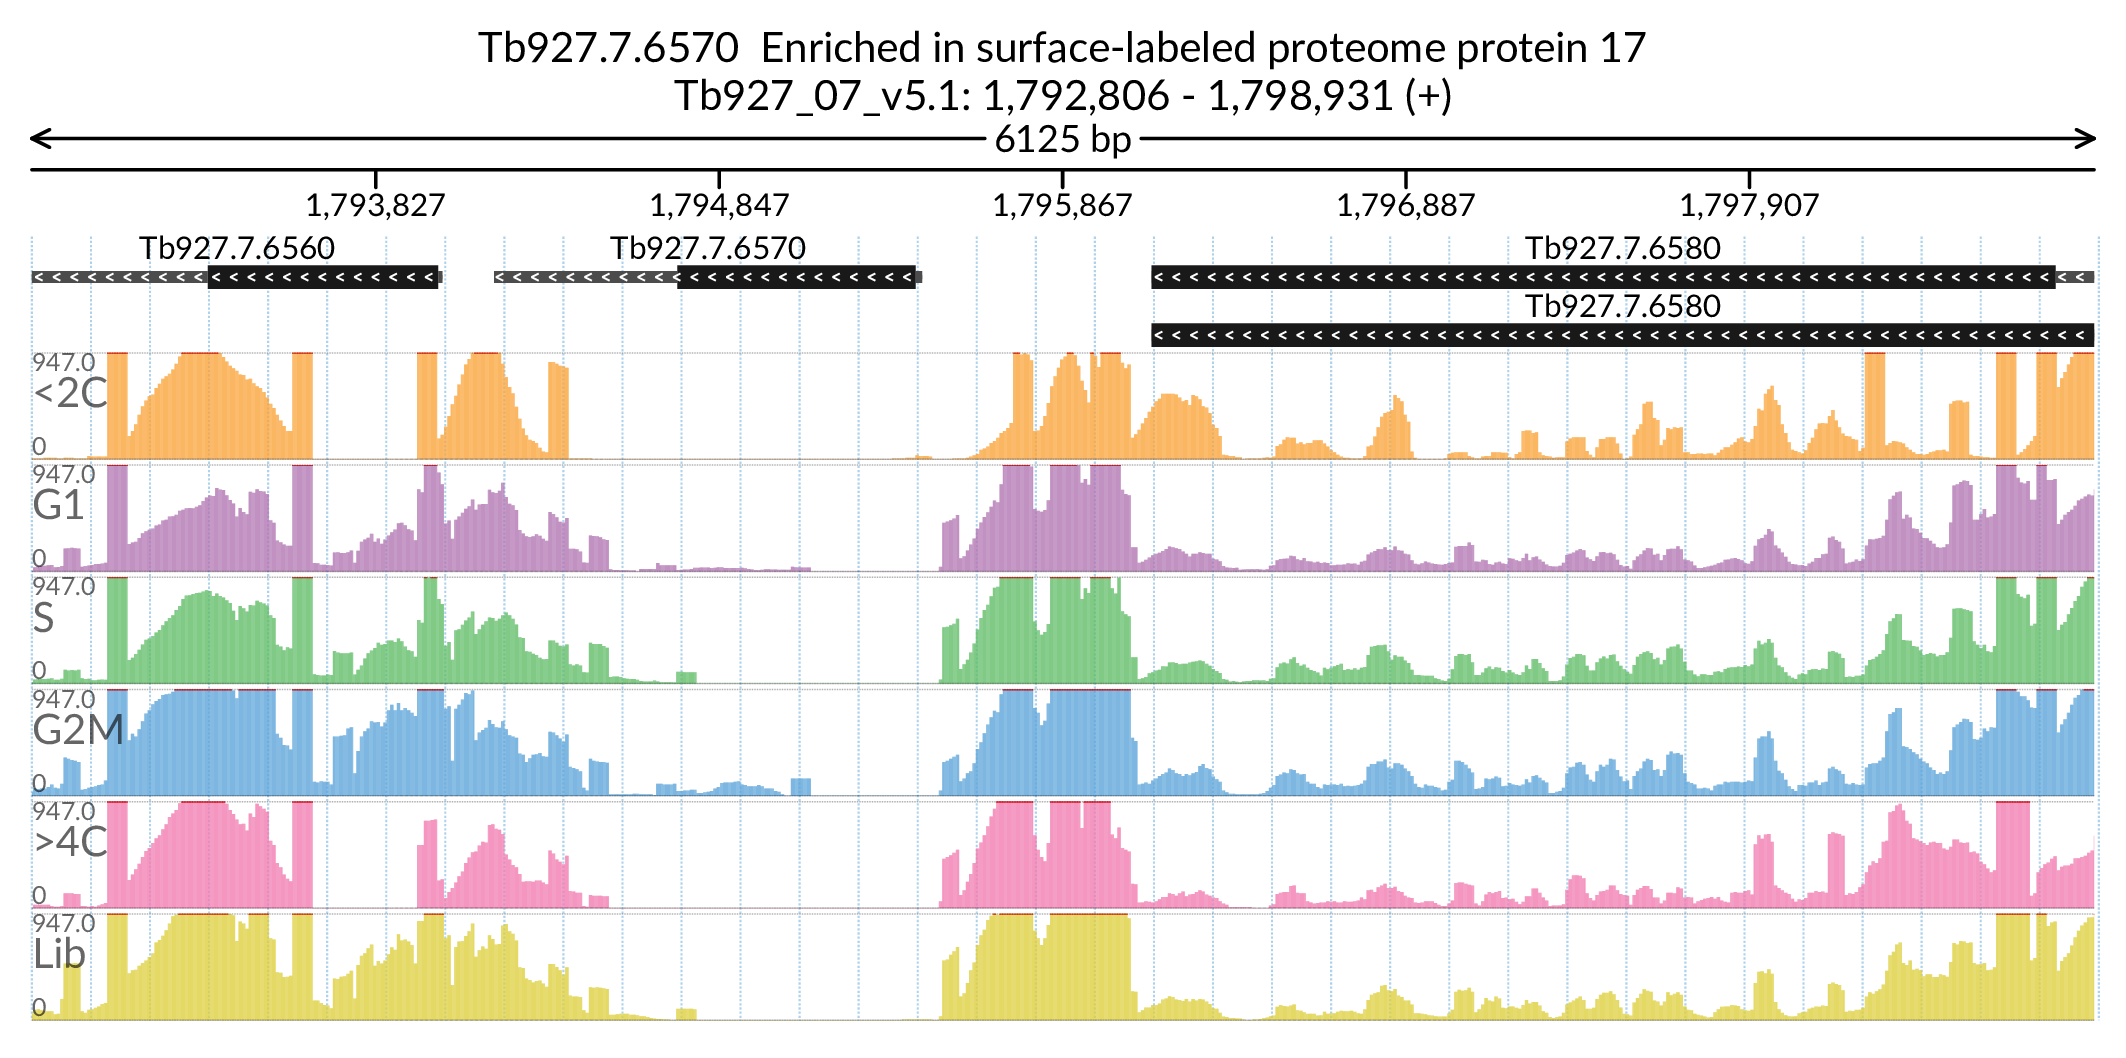 Tb927.7.6570  Enriched in surface-labeled proteome protein 17
Tb927_07_v5.1: 1,792,806 - 1,798,931 (+)
6125 bp
1,793,827 1,794,847 1,795,867 1,796,887 1,797,907
Tb927.7.6560 Tb927.7.6570 Tb927.7.6580
Tb927.7.6580
947.0
<2C
0
947.0
G1
0
947.0
S
0
947.0
G2M
0
947.0
>4C
0
947.0
Lib
0